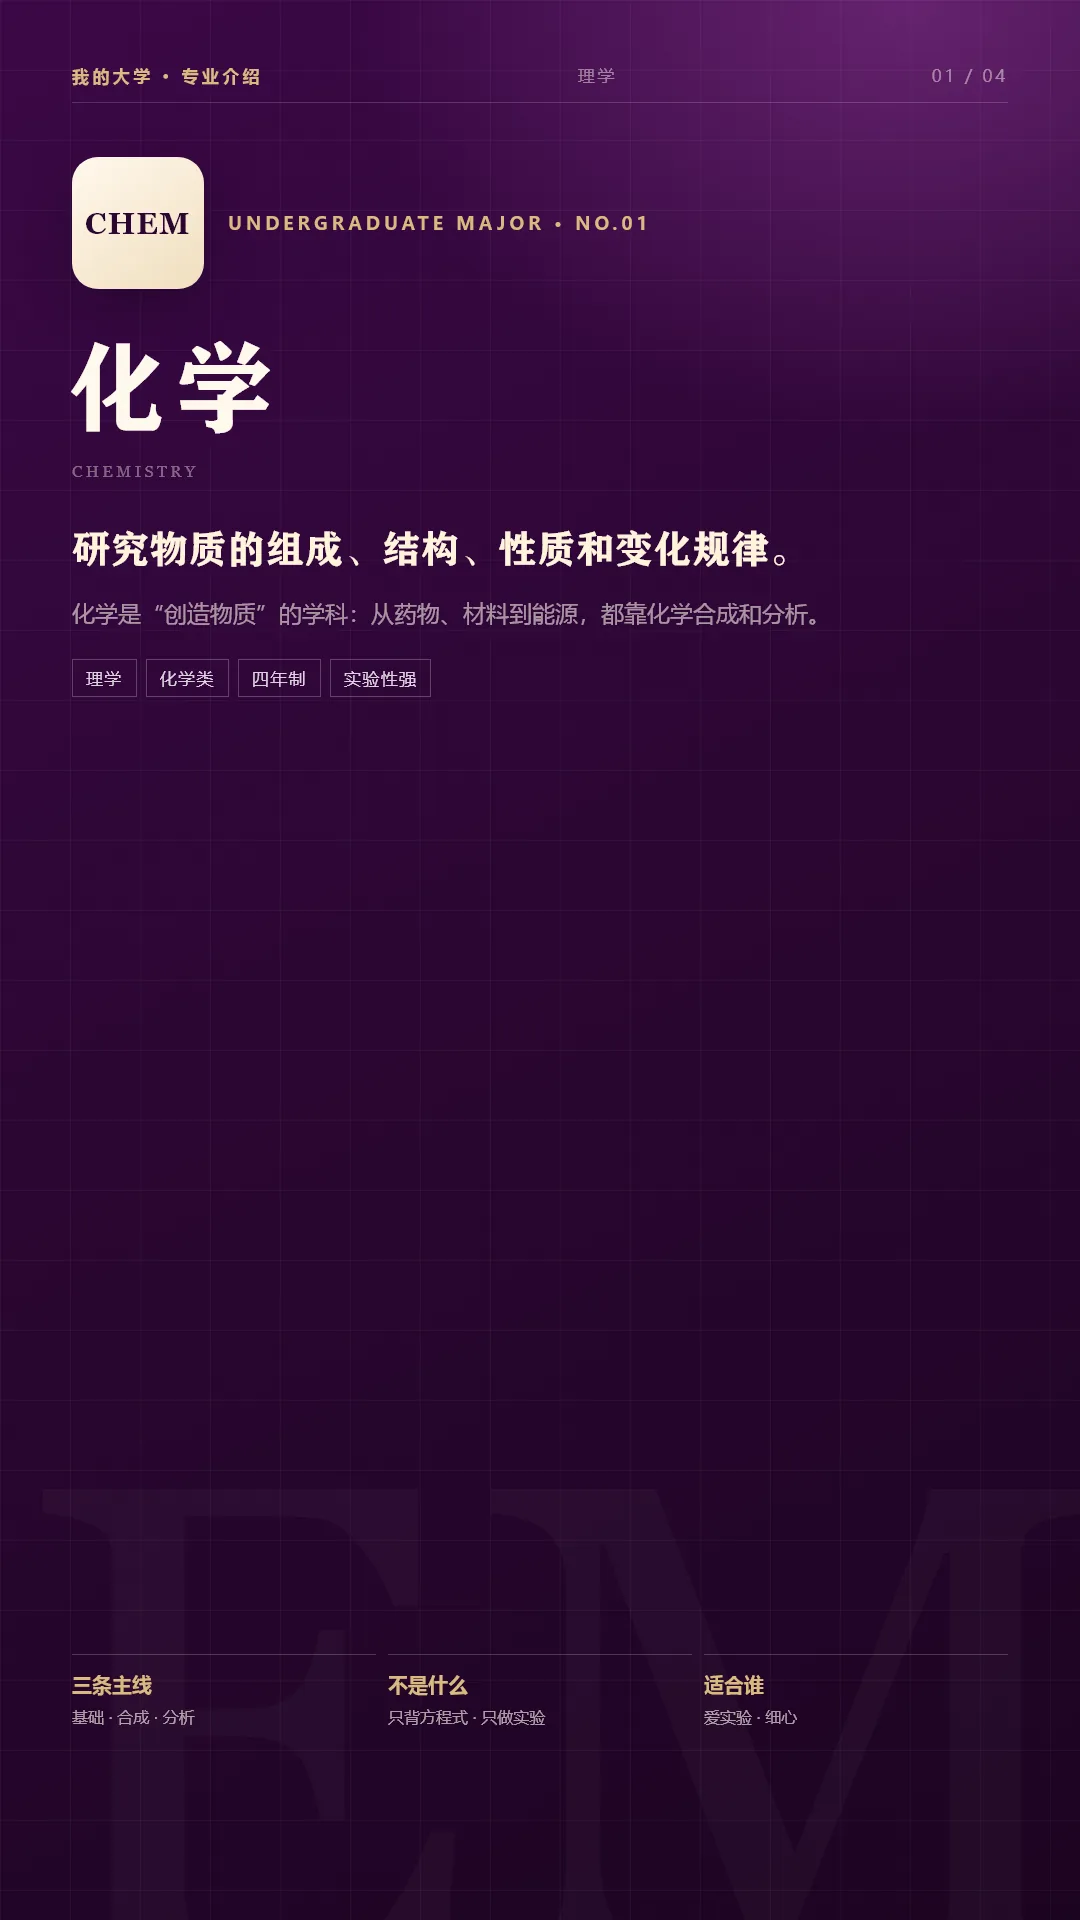 我的大学 · 专业介绍
理学
01 / 04
CHEM
UNDERGRADUATE MAJOR • NO.01
化学
CHEMISTRY
研究物质的组成、结构、性质和变化规律。
化学是“创造物质”的学科：从药物、材料到能源，都靠化学合成和分析。
理学
化学类
四年制
实验性强
三条主线
基础 · 合成 · 分析
不是什么
只背方程式 · 只做实验
适合谁
爱实验 · 细心
EM